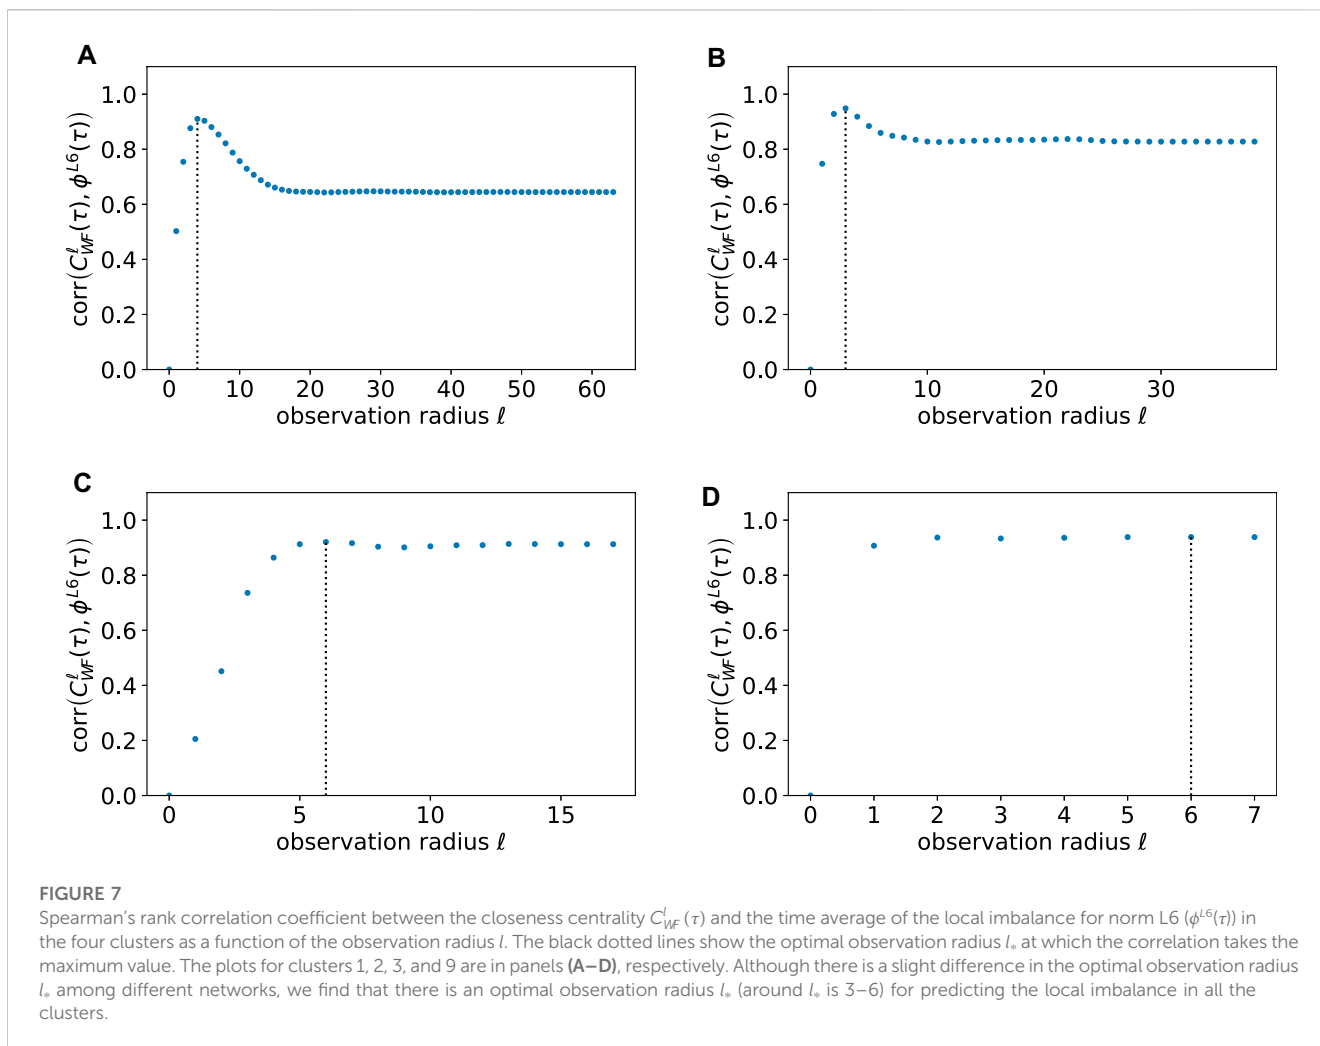 A
1.0
0.8
0.6
0.4
0.2
0.0
corr(C^ℓ_WF(τ), ϕ^L6(τ))
0 10 20 30 40 50 60
observation radius ℓ
B
1.0
0.8
0.6
0.4
0.2
0.0
corr(C^ℓ_WF(τ), ϕ^L6(τ))
0 10 20 30
observation radius ℓ
C
1.0
0.8
0.6
0.4
0.2
0.0
corr(C^ℓ_WF(τ), ϕ^L6(τ))
0 5 10 15
observation radius ℓ
D
1.0
0.8
0.6
0.4
0.2
0.0
corr(C^ℓ_WF(τ), ϕ^L6(τ))
0 1 2 3 4 5 6 7
observation radius ℓ
FIGURE 7
Spearman's rank correlation coefficient between the closeness centrality C^l_WF(τ) and the time average of the local imbalance for norm L6 (ϕ^L6(τ)) in
the four clusters as a function of the observation radius l. The black dotted lines show the optimal observation radius l_* at which the correlation takes the
maximum value. The plots for clusters 1, 2, 3, and 9 are in panels (A–D), respectively. Although there is a slight difference in the optimal observation radius
l_* among different networks, we find that there is an optimal observation radius l_* (around l_* is 3–6) for predicting the local imbalance in all the
clusters.